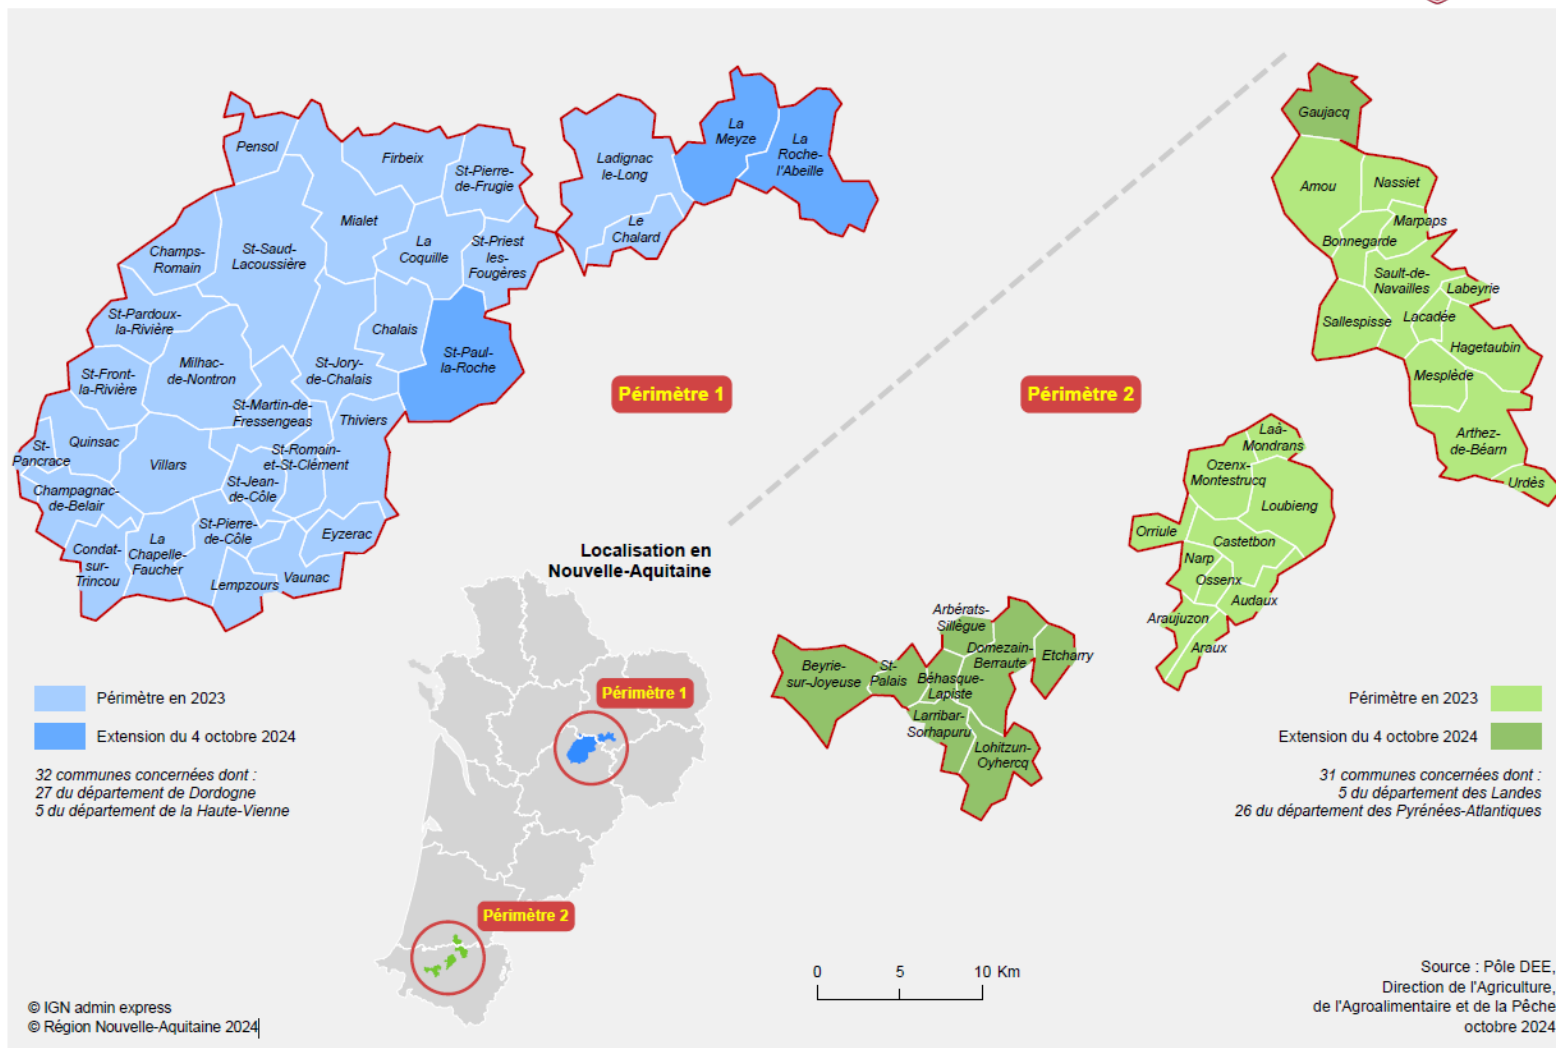 Pensol
Firbeix
St-Pierre-
de-Frugie
Mialet
Champs-
Romain
St-Saud-
Lacoussière
La
Coquille
St-Priest
les-
Fougères
Ladignac
le-Long
Le
Chalard
La
Meyze
La
Roche-
l'Abeille
St-Pardoux-
la-Rivière
Chalais
St-Paul-
la-Roche
St-Front-
la-Rivière
Milhac-
de-Nontron
St-Jory-
de-Chalais
St-Martin-de-
Fressengeas
Thiviers
St-
Pancrace
Quinsac
Villars
St-Romain-
et-St-Clément
St-Jean-
de-Côle
Champagnac-
de-Belair
St-Pierre-
de-Côle
Eyzerac
Condat-
sur-
Trincou
La
Chapelle-
Faucher
Lempzours
Vaunac
Périmètre 1
Périmètre 2
Gaujacq
Amou
Nassiet
Marpaps
Bonnegarde
Sault-de-
Navailles
Labeyrie
Sallespisse
Lacadée
Hagetaubin
Mesplède
Arthez-
de-Béarn
Urdès
Laà-
Mondrans
Ozenx-
Montestrucq
Loubieng
Orriule
Castetbon
Narp
Ossenx
Audaux
Araujuzon
Araux
Arbérats-
Sillègue
Domezain-
Berraute
Etcharry
Beyrie-
sur-Joyeuse
St-
Palais
Béhasque-
Lapiste
Larribar-
Sorhapuru
Lohitzun-
Oyhercq
Localisation en
Nouvelle-Aquitaine
Périmètre 1
Périmètre 2
Périmètre en 2023
Extension du 4 octobre 2024
32 communes concernées dont :
27 du département de Dordogne
5 du département de la Haute-Vienne
Périmètre en 2023
Extension du 4 octobre 2024
31 communes concernées dont :
5 du département des Landes
26 du département des Pyrénées-Atlantiques
0 5 10 Km
© IGN admin express
© Région Nouvelle-Aquitaine 2024
Source : Pôle DEE,
Direction de l'Agriculture,
de l'Agroalimentaire et de la Pêche
octobre 2024